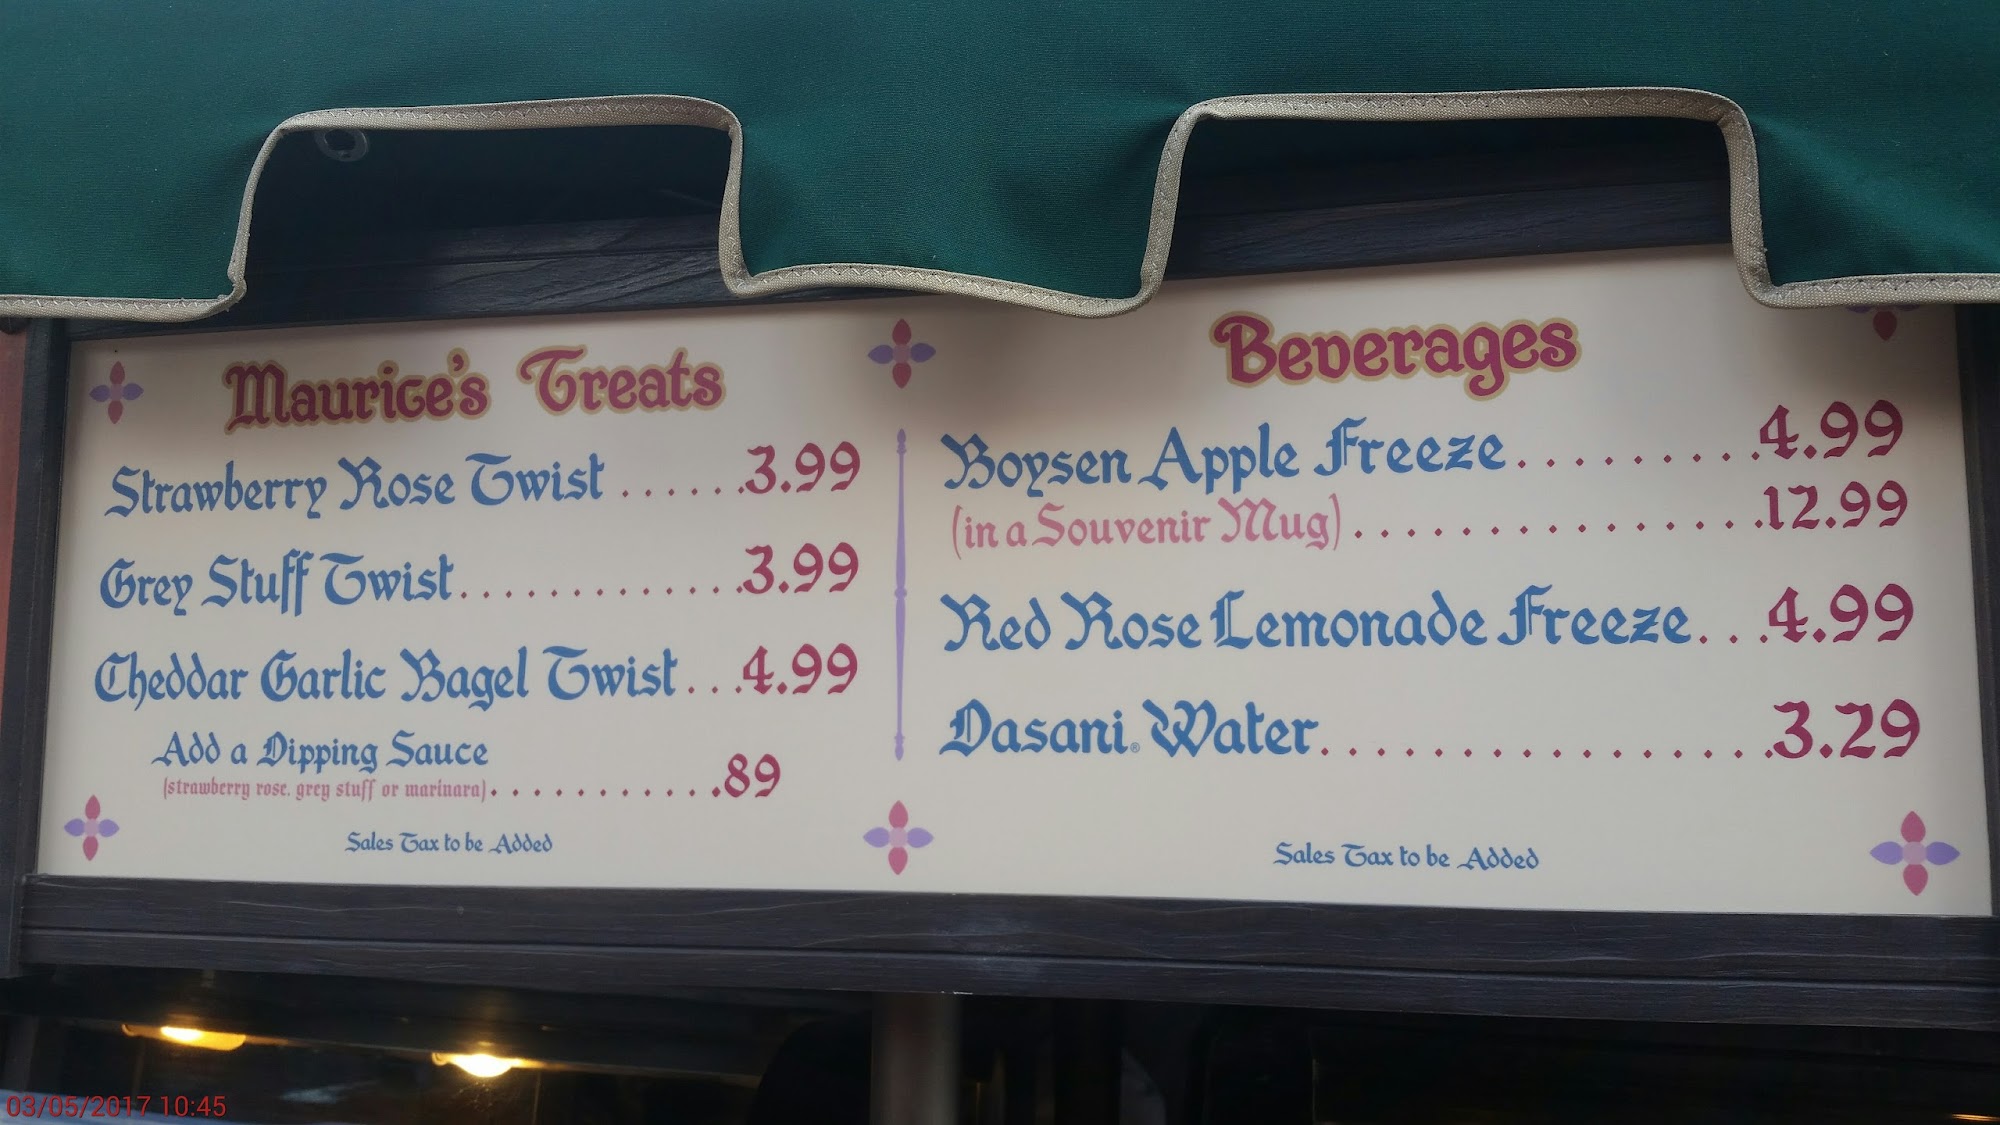 Maurice's Treats
Strawberry Rose Twist ......3.99
Grey Stuff Twist.............3.99
Cheddar Garlic Bagel Twist...4.99
Add a Dipping Sauce
(strawberry rose, grey stuff or marinara)...........89
Sales Tax to be Added
Beverages
Boysen Apple Freeze..........4.99
(in a Souvenir Mug).................12.99
Red Rose Lemonade Freeze...4.99
Dasani® Water...................3.29
Sales Tax to be Added
03/05/2017 10:45